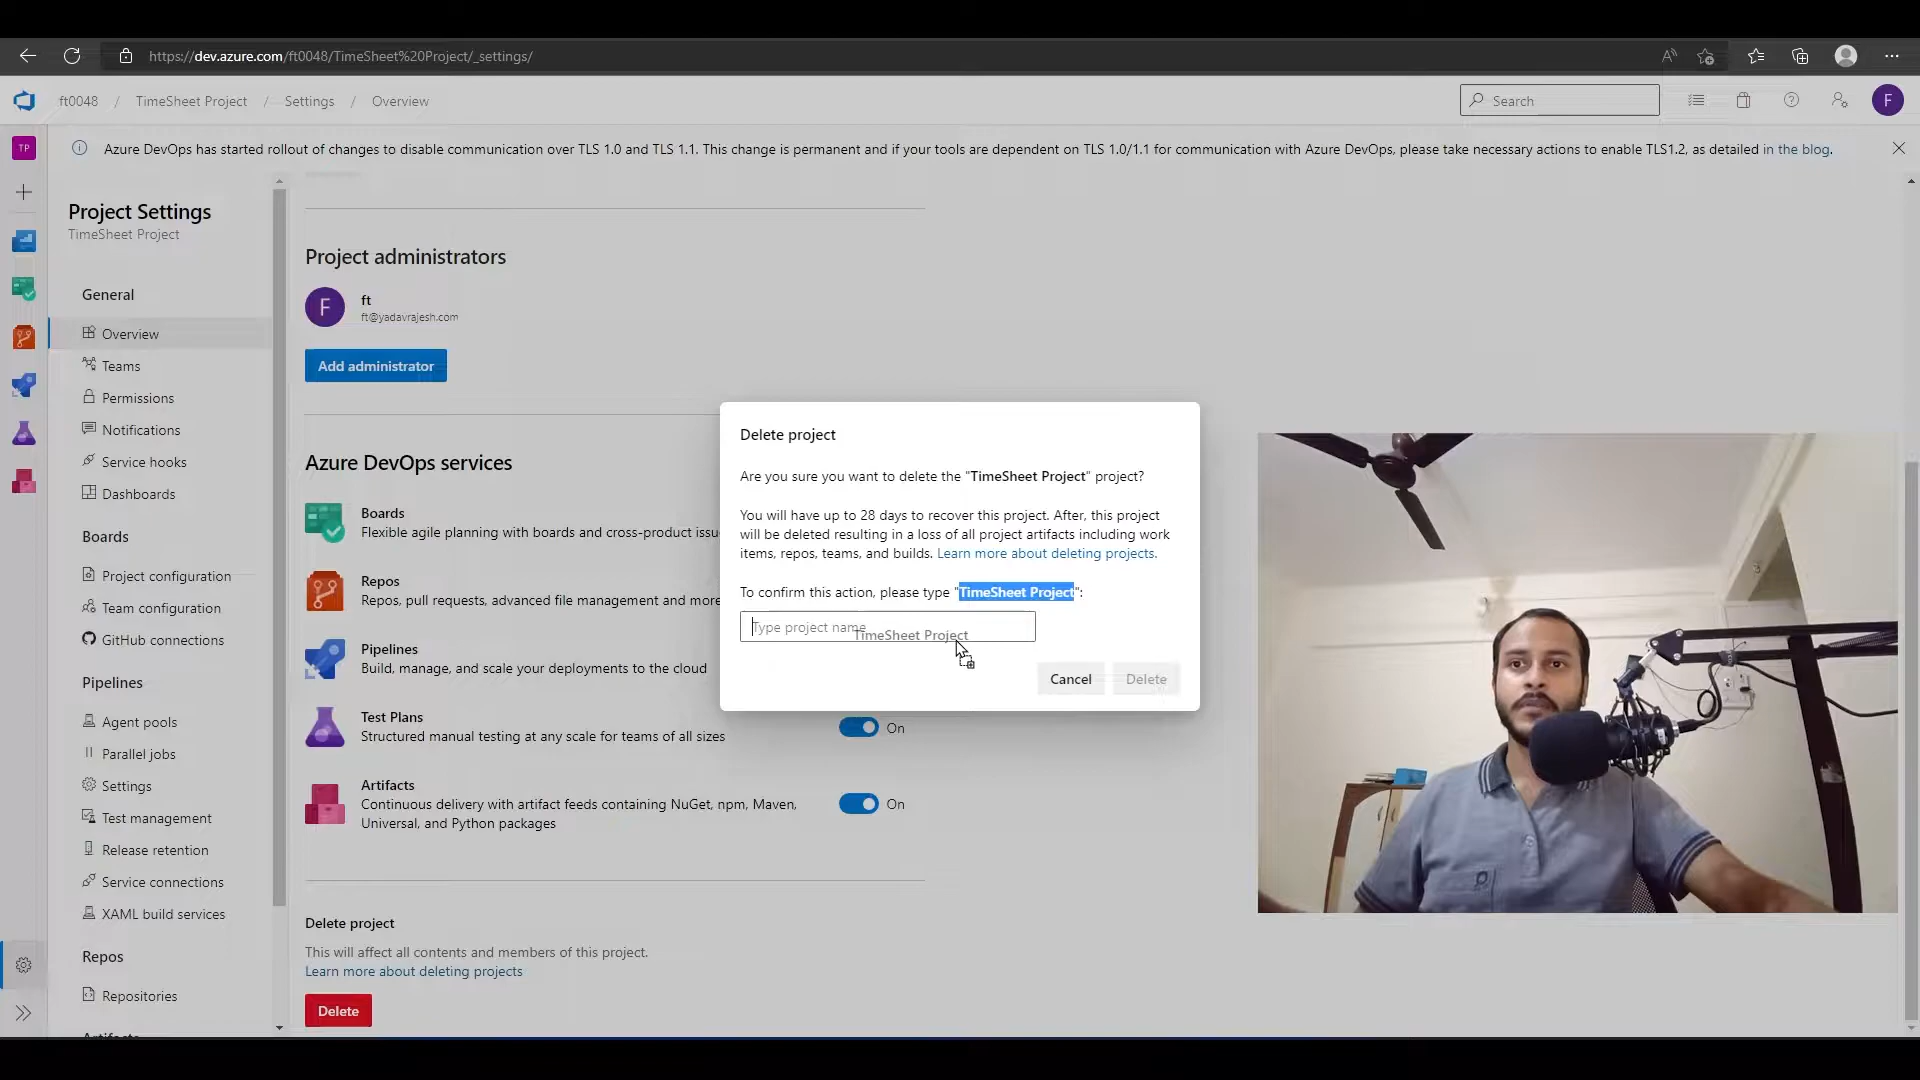 https://dev.azure.com/ft0048/TimeSheet%20Project/_settings/
ft0048 / TimeSheet Project / Settings / Overview
Search
F
TP
Azure DevOps has started rollout of changes to disable communication over TLS 1.0 and TLS 1.1. This change is permanent and if your tools are dependent on TLS 1.0/1.1 for communication with Azure DevOps, please take necessary actions to enable TLS1.2, as detailed in the blog.
Project Settings
TimeSheet Project
General
Overview
Teams
Permissions
Notifications
Service hooks
Dashboards
Boards
Project configuration
Team configuration
GitHub connections
Pipelines
Agent pools
Parallel jobs
Settings
Test management
Release retention
Service connections
XAML build services
Repos
Repositories
Artifacts
Project administrators
F
ft
ft@yadavrajesh.com
Add administrator
Azure DevOps services
Boards
Flexible agile planning with boards and cross-product issu
Repos
Repos, pull requests, advanced file management and more
Pipelines
Build, manage, and scale your deployments to the cloud
Test Plans
Structured manual testing at any scale for teams of all sizes
On
Artifacts
Continuous delivery with artifact feeds containing NuGet, npm, Maven,
Universal, and Python packages
On
Delete project
This will affect all contents and members of this project.
Learn more about deleting projects
Delete
Delete project
Are you sure you want to delete the "TimeSheet Project" project?
You will have up to 28 days to recover this project. After, this project
will be deleted resulting in a loss of all project artifacts including work
items, repos, teams, and builds. Learn more about deleting projects.
To confirm this action, please type "TimeSheet Project":
Type project name
TimeSheet Project
Cancel
Delete